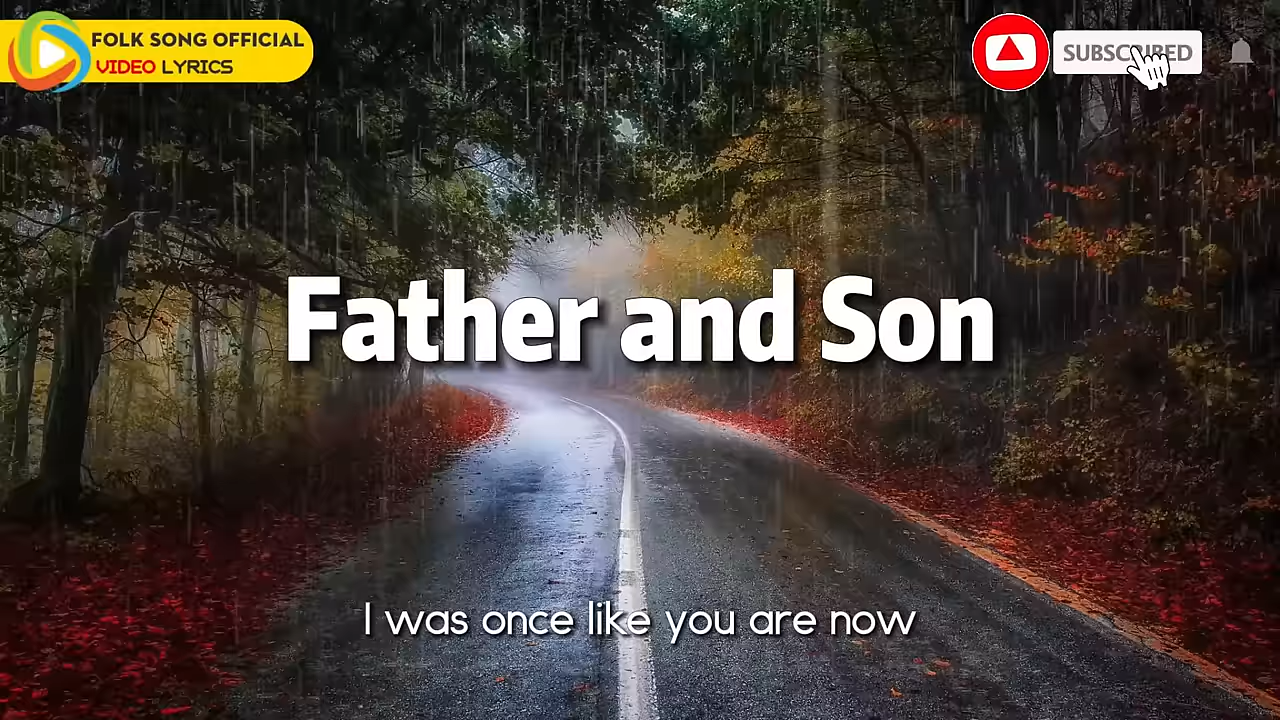 FOLK SONG OFFICIAL
VIDEO LYRICS
SUBSCRIBED
Father and Son
I was once like you are now